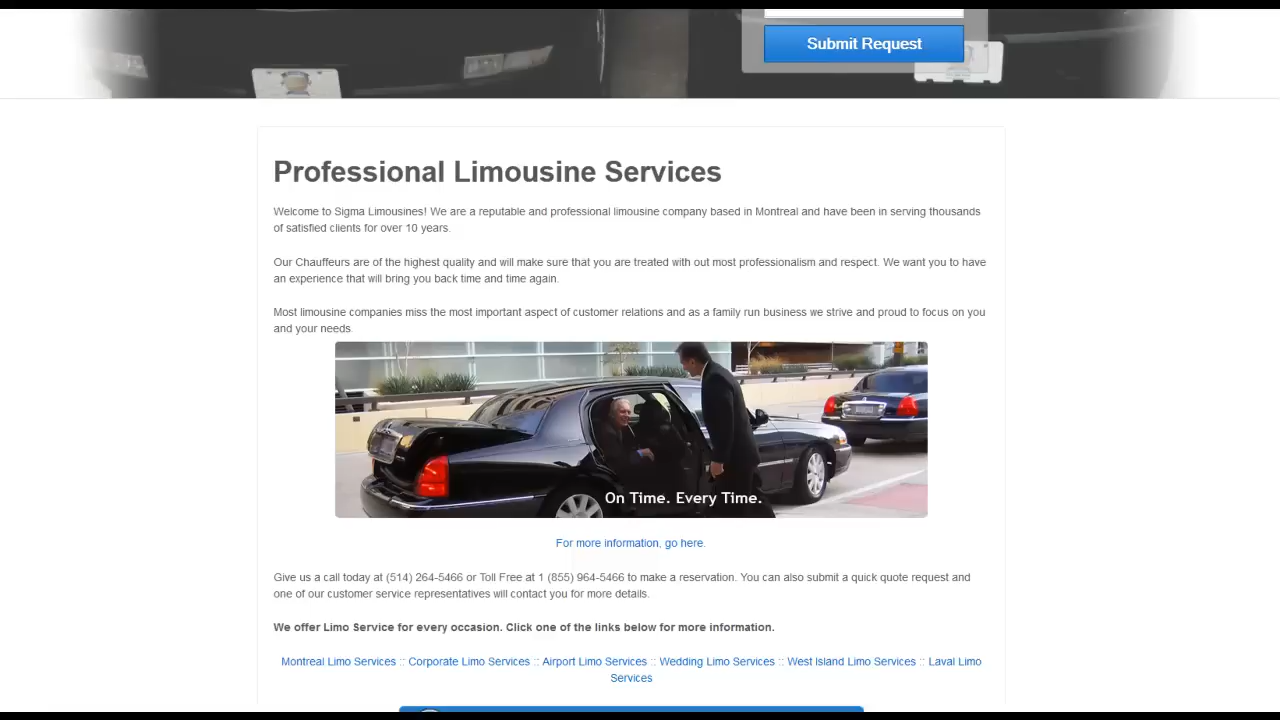 Submit Request
Professional Limousine Services
Welcome to Sigma Limousines! We are a reputable and professional limousine company based in Montreal and have been in serving thousands
of satisfied clients for over 10 years.
Our Chauffeurs are of the highest quality and will make sure that you are treated with out most professionalism and respect. We want you to have
an experience that will bring you back time and time again.
Most limousine companies miss the most important aspect of customer relations and as a family run business we strive and proud to focus on you
and your needs.
On Time. Every Time.
For more information, go here.
Give us a call today at (514) 264-5466 or Toll Free at 1 (855) 964-5466 to make a reservation. You can also submit a quick quote request and
one of our customer service representatives will contact you for more details.
We offer Limo Service for every occasion. Click one of the links below for more information.
Montreal Limo Services :: Corporate Limo Services :: Airport Limo Services :: Wedding Limo Services :: West Island Limo Services :: Laval Limo
Services